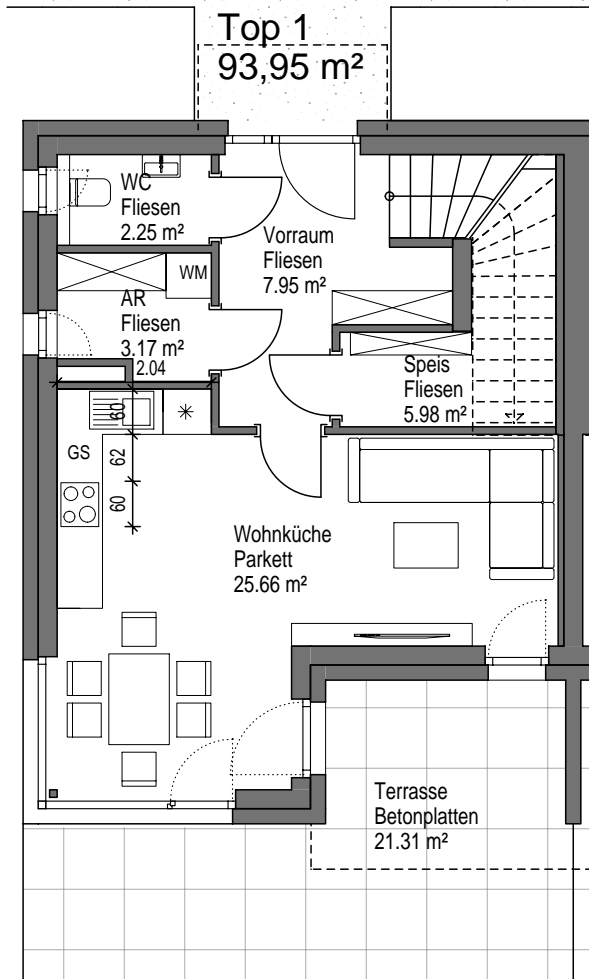 Top 1
93,95 m²
WC
Fliesen
2.25 m²
Vorraum
Fliesen
7.95 m²
WM
AR
Fliesen
3.17 m²
2.04
Speis
Fliesen
5.98 m²
60
GS
62
60
Wohnküche
Parkett
25.66 m²
Terrasse
Betonplatten
21.31 m²